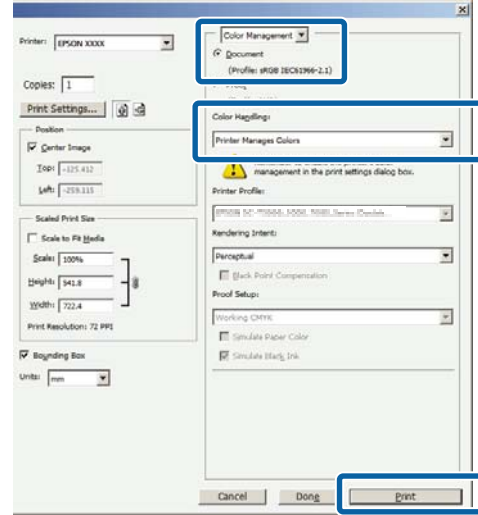 Printer: EPSON XXXX
Copies: 1
Print Settings...
Position
Center Image
Top: -125.412
Left: -259.115
Scaled Print Size
Scale to Fit Media
Scale: 100%
Height: 541.8
Width: 722.4
Print Resolution: 72 PPI
Bounding Box
Units: mm
Color Management
Document
(Profile: sRGB IEC61966-2.1)
Color Handling:
Printer Manages Colors
management in the print settings dialog box.
Printer Profile:
Rendering Intent:
Perceptual
Black Point Compensation
Proof Setup:
Working CMYK
Simulate Paper Color
Simulate Black Ink
Cancel
Done
Print